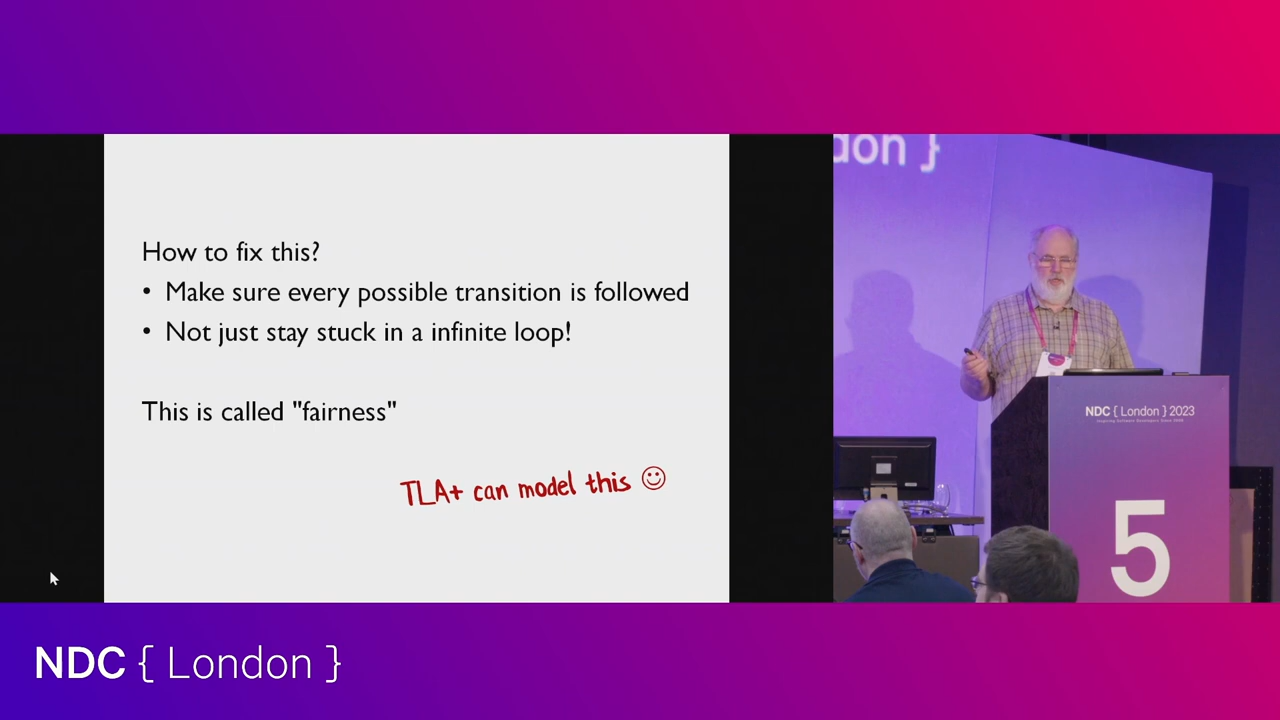 How to fix this?
• Make sure every possible transition is followed
• Not just stay stuck in a infinite loop!
This is called "fairness"
TLA+ can model this ☺
don }
NDC { London } 2023
5
NDC { London }